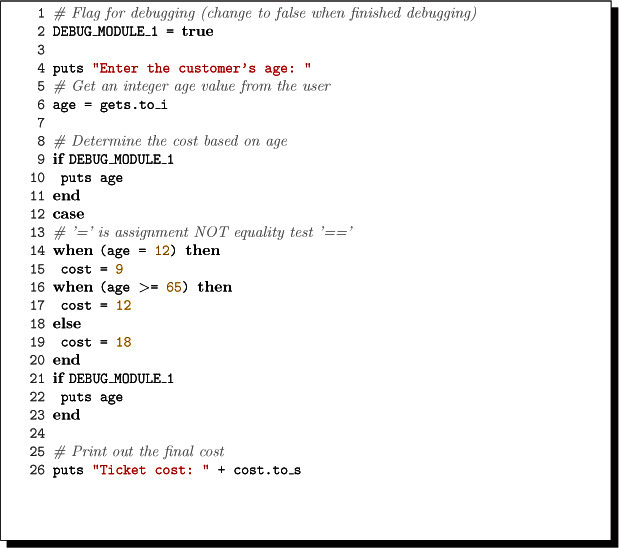 1 # Flag for debugging (change to false when finished debugging)
2 DEBUG_MODULE_1 = true
3
4 puts "Enter the customer's age: "
5 # Get an integer age value from the user
6 age = gets.to_i
7
8 # Determine the cost based on age
9 if DEBUG_MODULE_1
10 puts age
11 end
12 case
13 # '=' is assignment NOT equality test '=='
14 when (age = 12) then
15 cost = 9
16 when (age >= 65) then
17 cost = 12
18 else
19 cost = 18
20 end
21 if DEBUG_MODULE_1
22 puts age
23 end
24
25 # Print out the final cost
26 puts "Ticket cost: " + cost.to_s